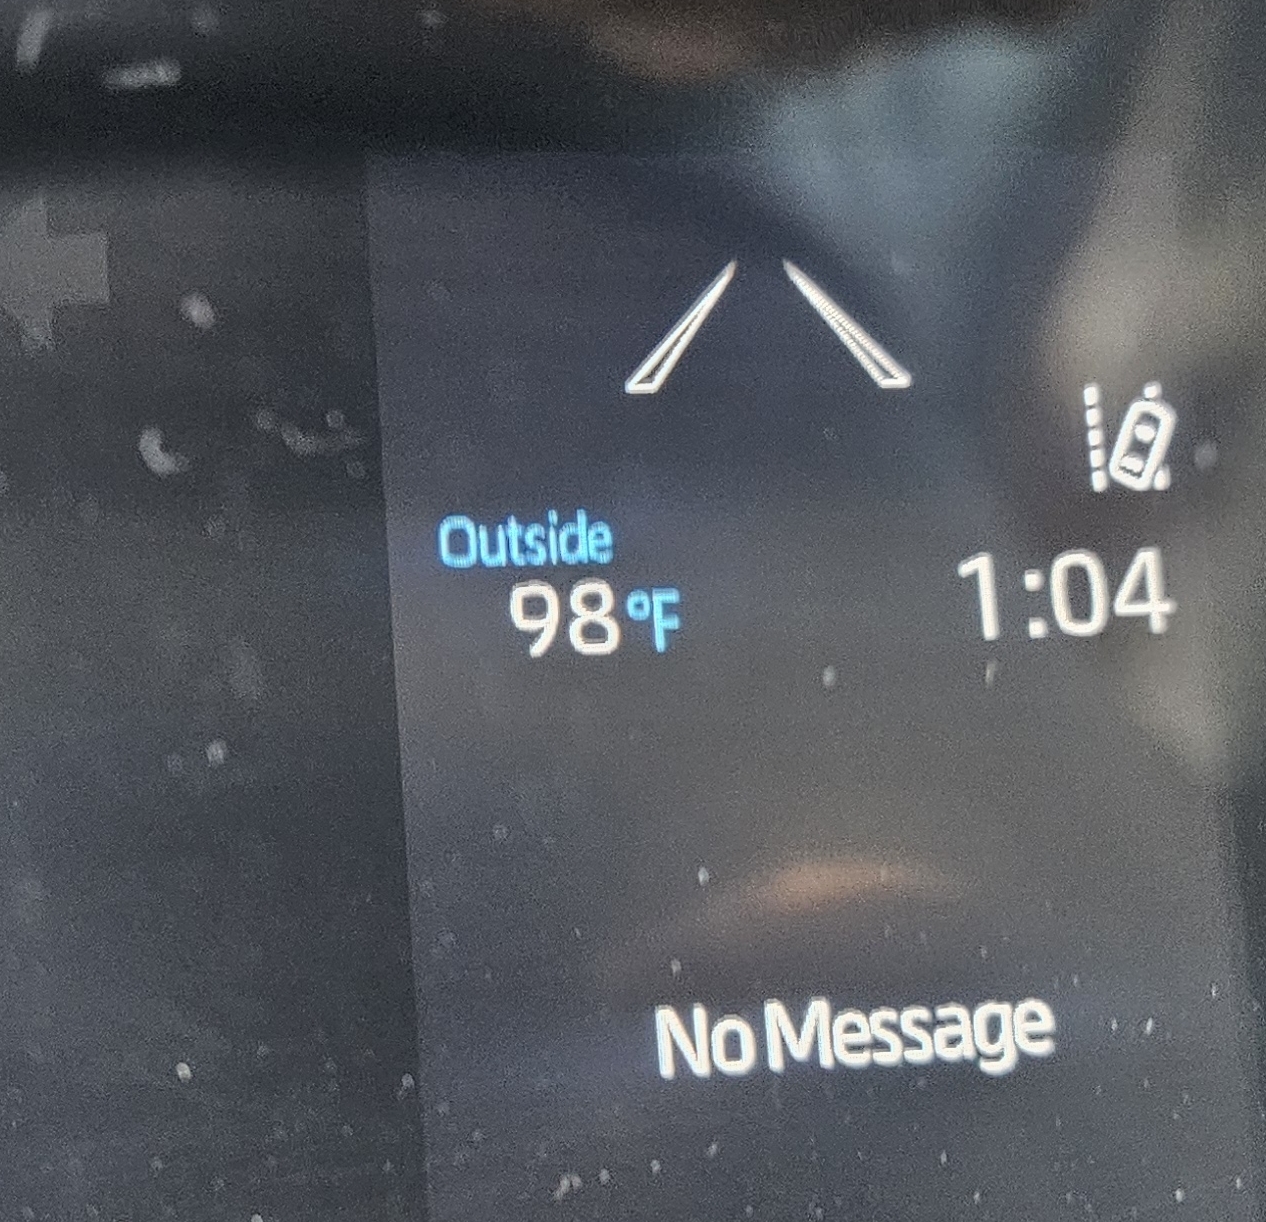 Outside
98 °F
1:04
No Message